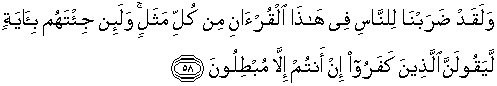 وَلَقَدْ ضَرَبْنَا لِلنَّاسِ فِى هَـٰذَا ٱلْقُرْءَانِ مِن كُلِّ مَثَلٍۢ ۚ وَلَئِن جِئْتَهُم بِـَٔايَةٍۢ
لَّيَقُولَنَّ ٱلَّذِينَ كَفَرُوٓا۟ إِنْ أَنتُمْ إِلَّا مُبْطِلُونَ ٥٨